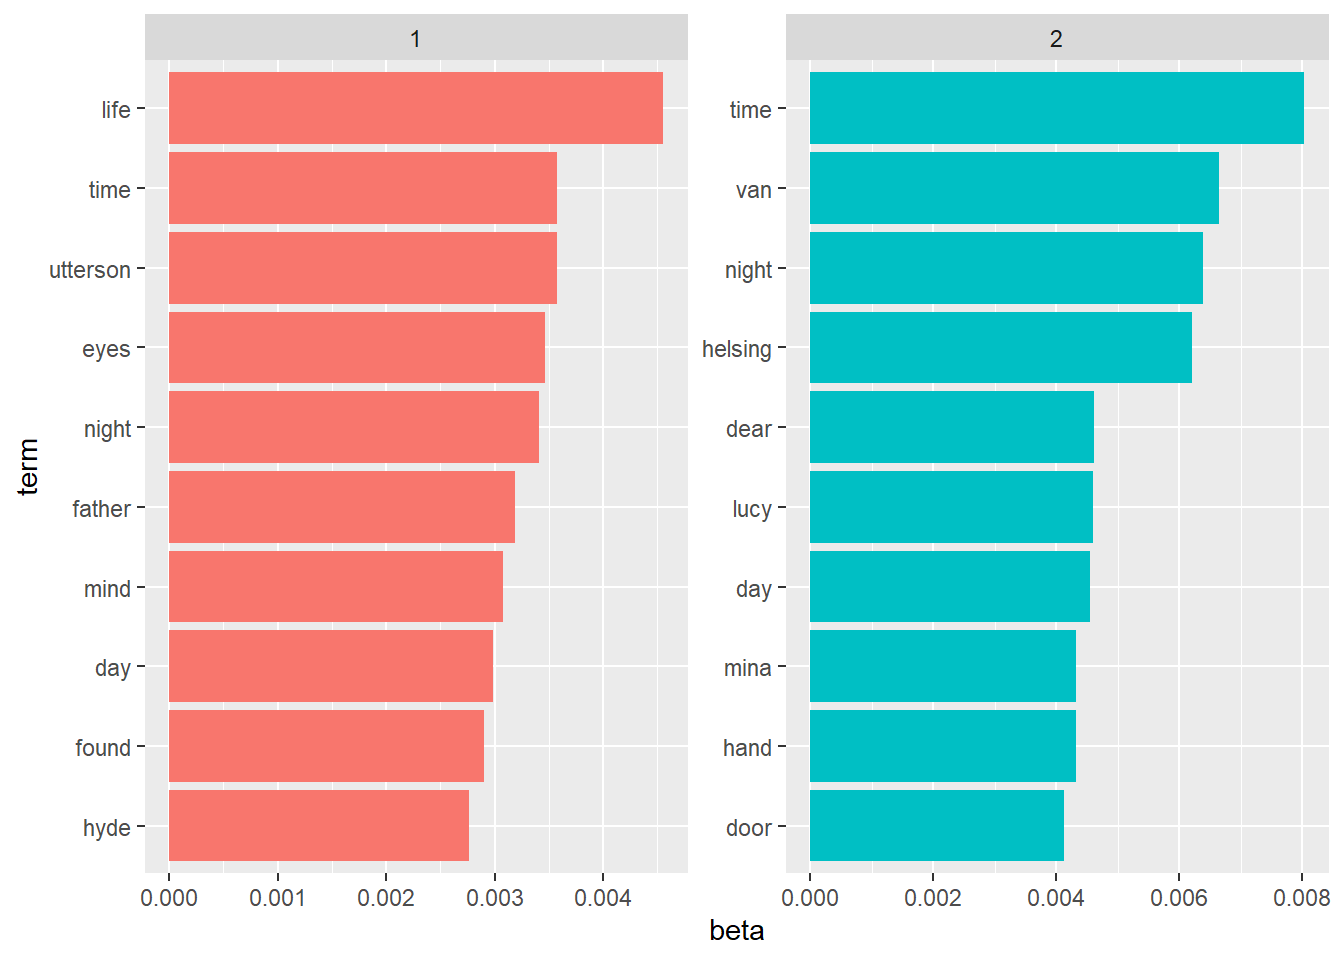 1
life
time
utterson
eyes
night
father
mind
day
found
hyde
0.000 0.001 0.002 0.003 0.004
2
time
van
night
helsing
dear
lucy
day
mina
hand
door
0.000 0.002 0.004 0.006 0.008
term
beta